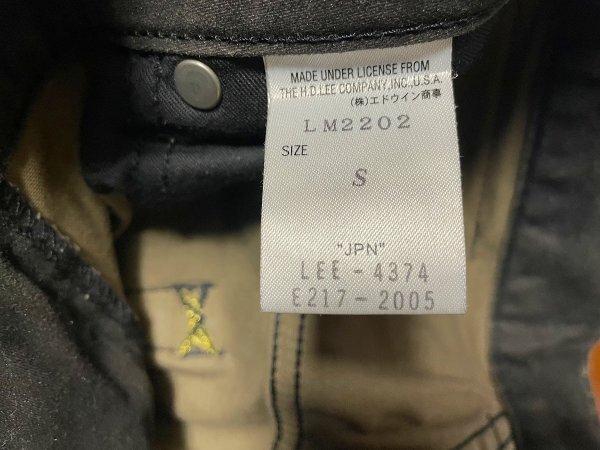 MADE UNDER LICENSE FROM
THE H.D.LEE COMPANY,INC.,U.S.A.
(株)エドウイン商事
LM2202
SIZE
S
"JPN"
LEE-4374
E217-2005